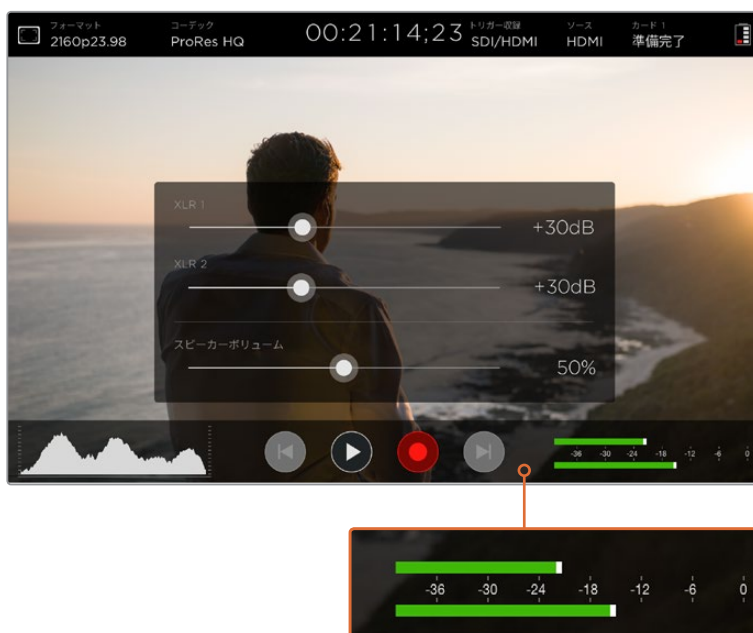 フォーマット
2160p23.98
コーデック
ProRes HQ
00:21:14;23
トリガー収録
SDI/HDMI
ソース
HDMI
カード 1
準備完了
XLR 1
+30dB
XLR 2
+30dB
スピーカーボリューム
50%
-36 -30 -24 -18 -12 -6 0
-36 -30 -24 -18 -12 -6 0